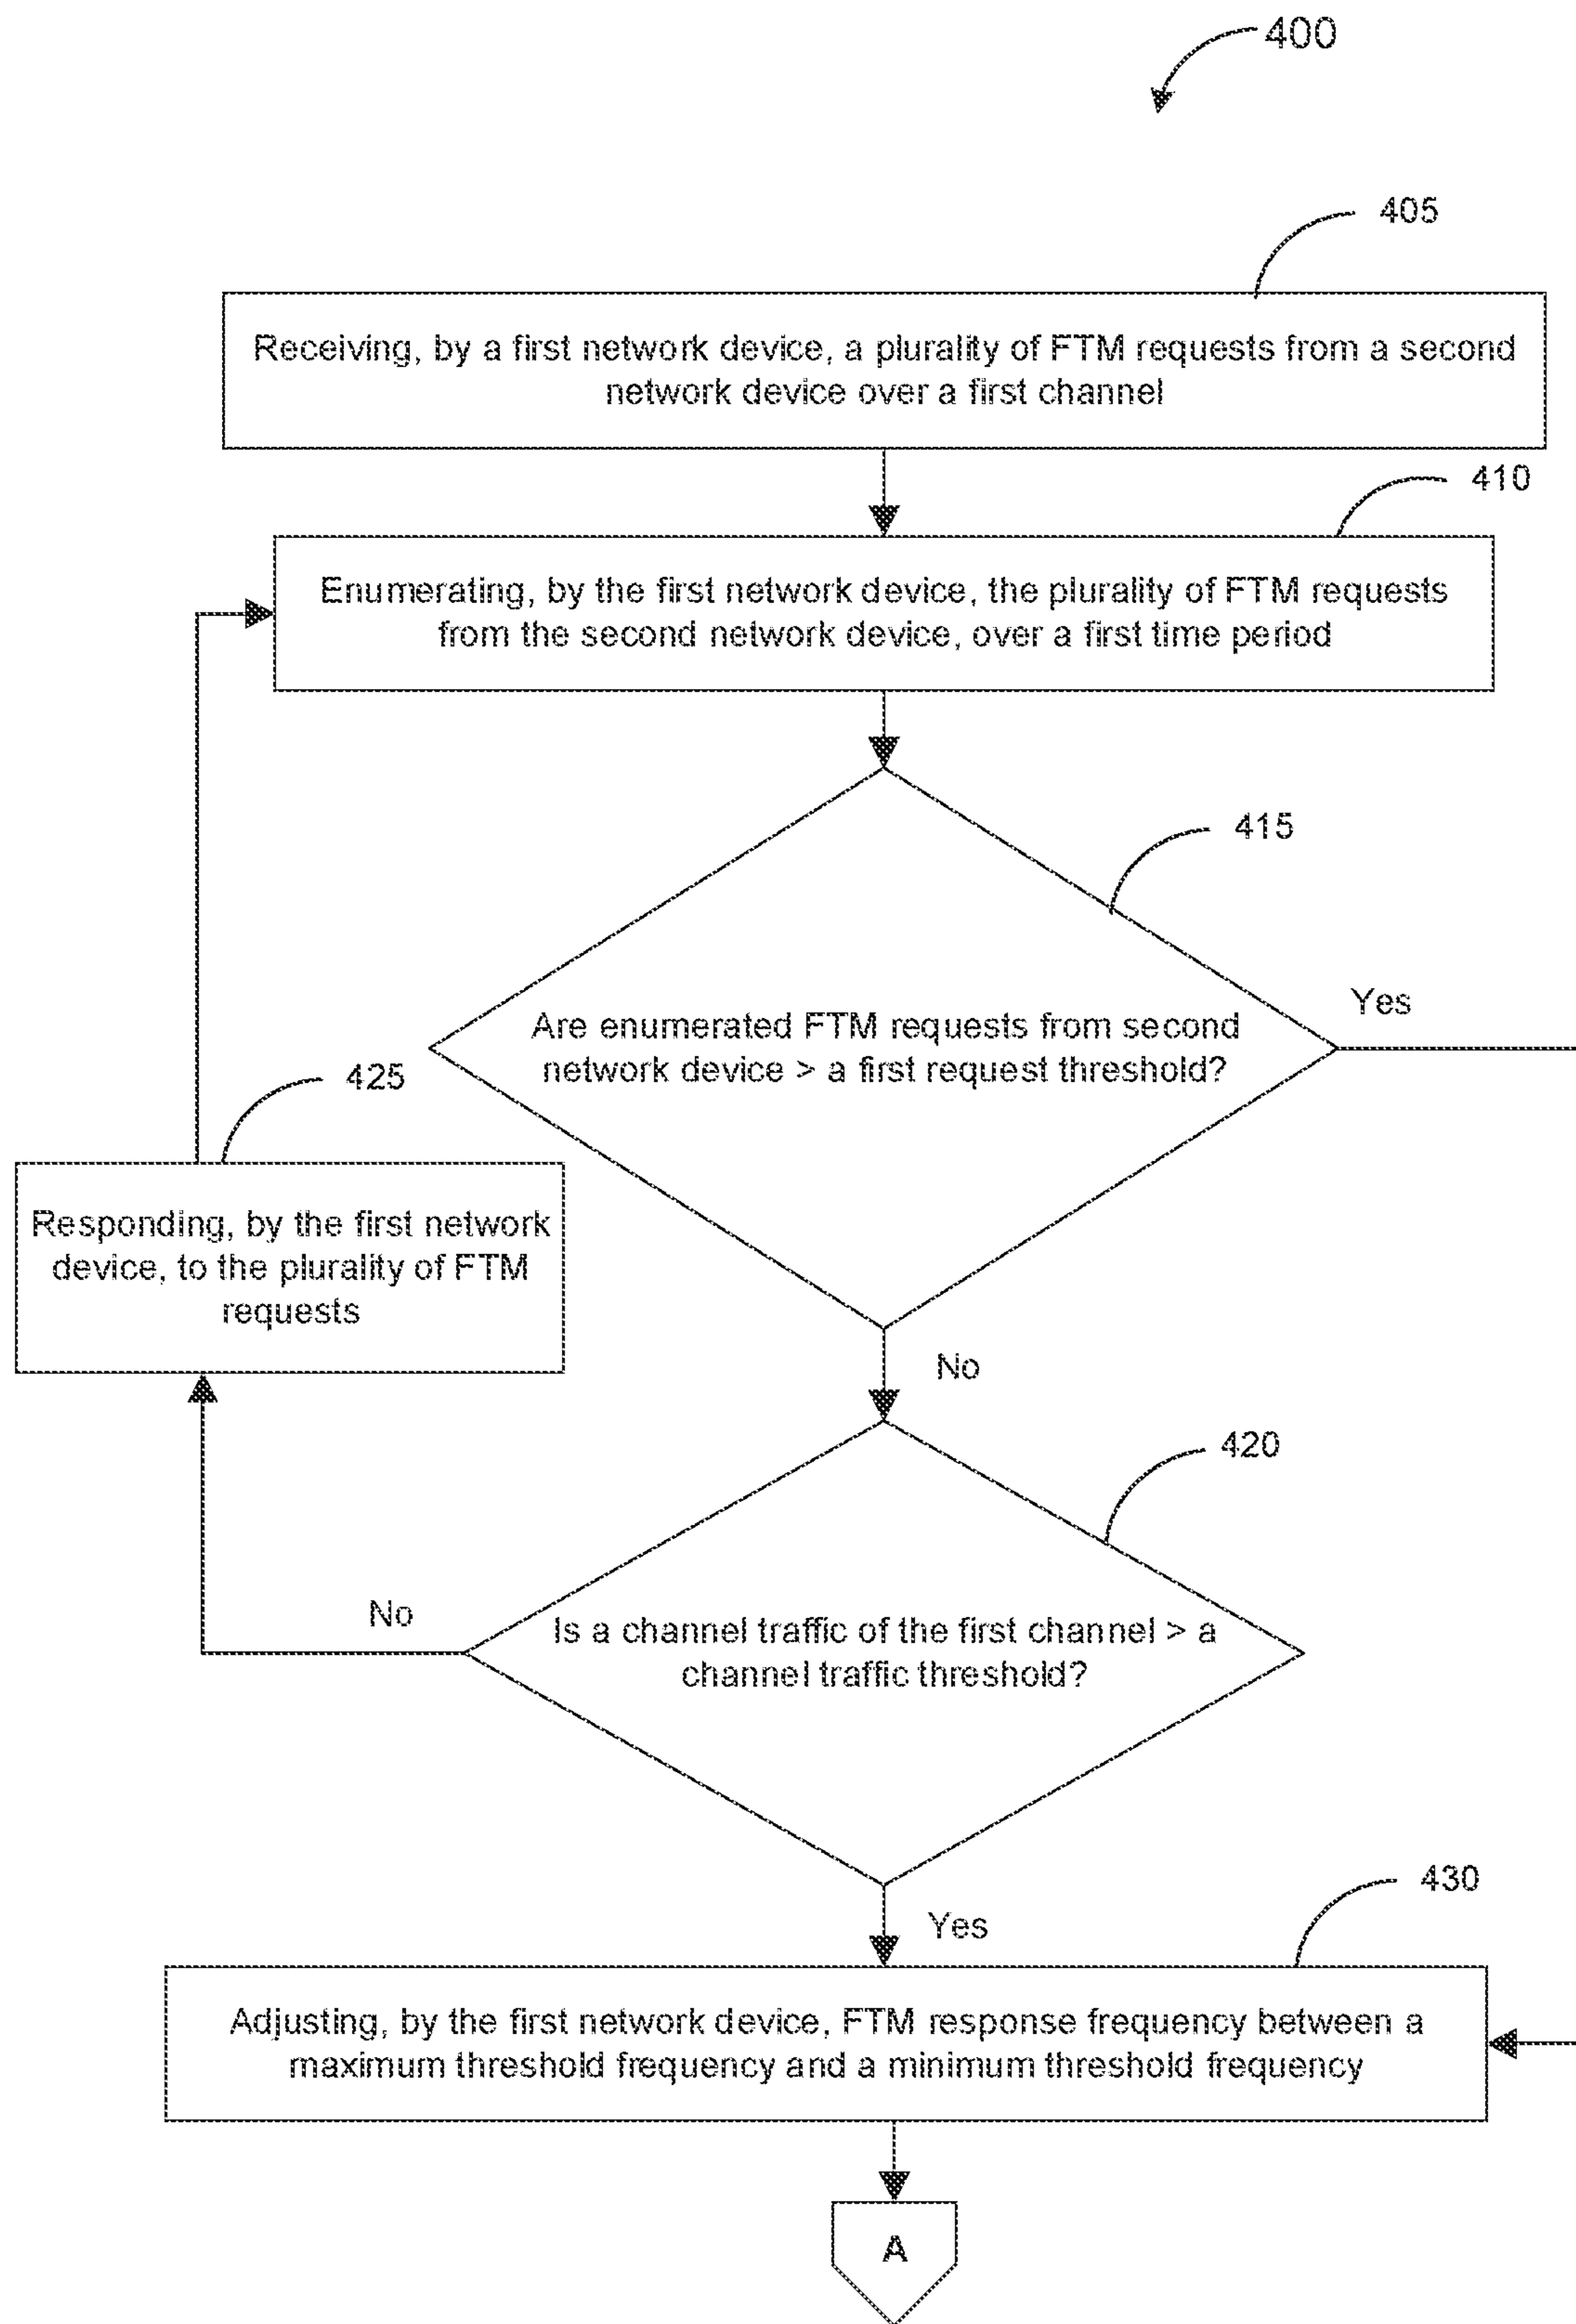 400
405
Receiving, by a first network device, a plurality of FTM requests from a second
network device over a first channel
410
Enumerating, by the first network device, the plurality of FTM requests
from the second network device, over a first time period
415
Are enumerated FTM requests from second
network device > a first request threshold?
Yes
425
Responding, by the first network
device, to the plurality of FTM
requests
No
420
Is a channel traffic of the first channel > a
channel traffic threshold?
No
Yes
430
Adjusting, by the first network device, FTM response frequency between a
maximum threshold frequency and a minimum threshold frequency
A